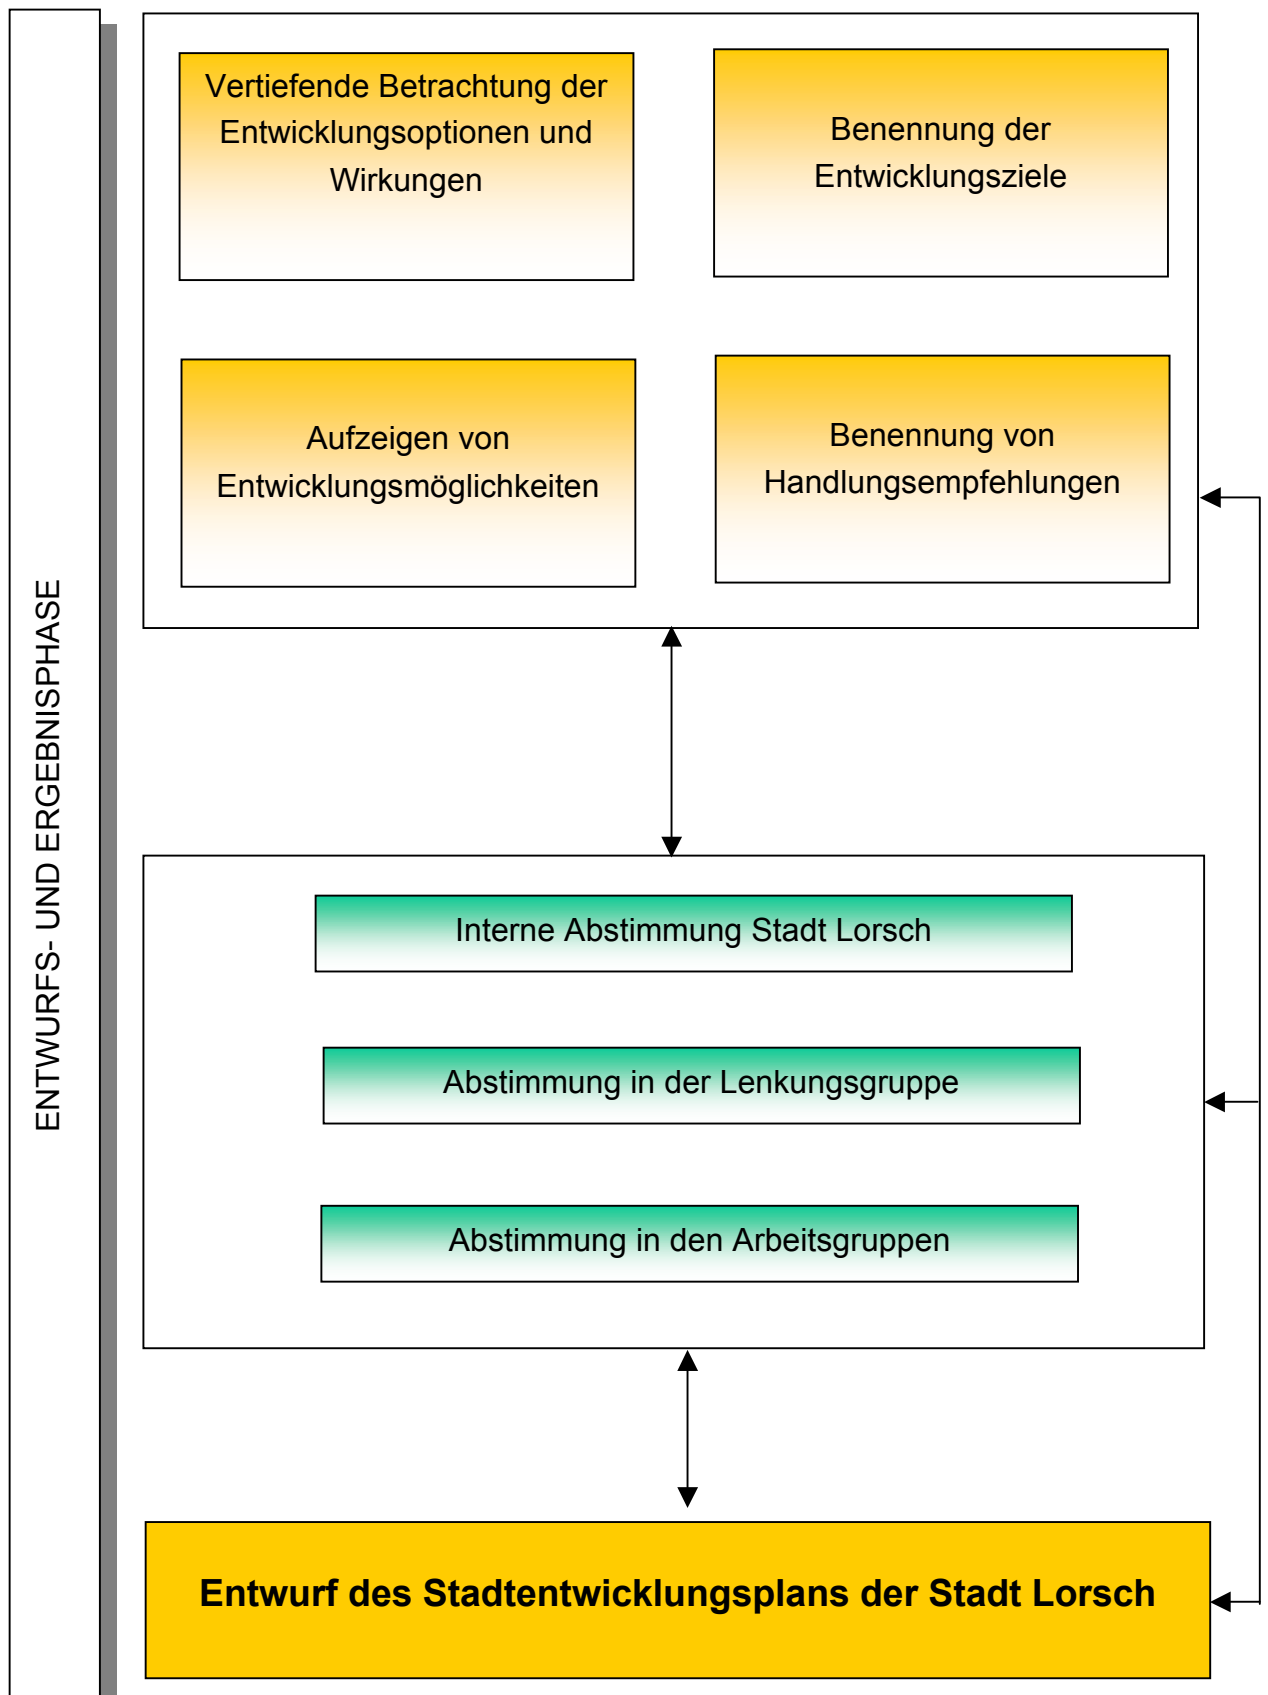 ENTWURFS- UND ERGEBNISPHASE
Vertiefende Betrachtung der
Entwicklungsoptionen und
Wirkungen
Benennung der
Entwicklungsziele
Aufzeigen von
Entwicklungsmöglichkeiten
Benennung von
Handlungsempfehlungen
Interne Abstimmung Stadt Lorsch
Abstimmung in der Lenkungsgruppe
Abstimmung in den Arbeitsgruppen
Entwurf des Stadtentwicklungsplans der Stadt Lorsch